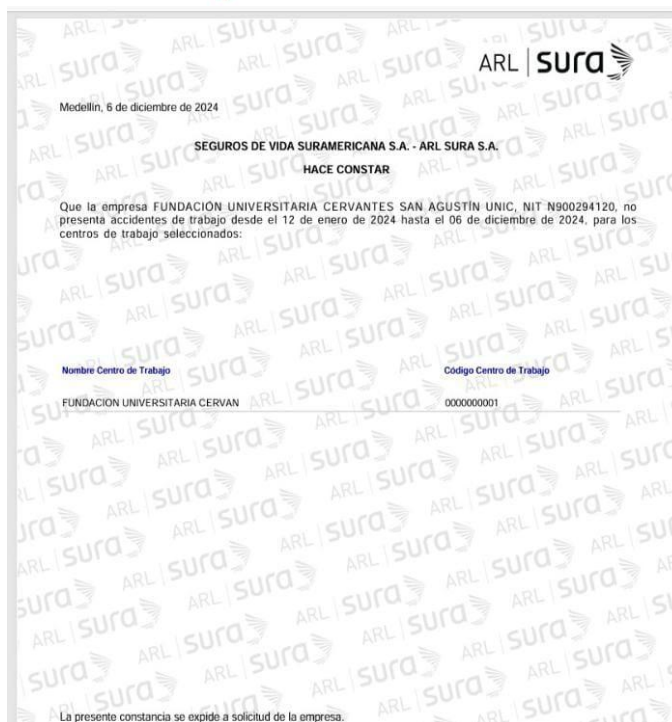 ARL sura
Medellin, 6 de diciembre de 2024
SEGUROS DE VIDA SURAMERICANA S.A. - ARL SURA S.A.
HACE CONSTAR
Que la empresa FUNDACIÓN UNIVERSITARIA CERVANTES SAN AGUSTÍN UNIC, NIT N900294120, no
presenta accidentes de trabajo desde el 12 de enero de 2024 hasta el 06 de diciembre de 2024, para los
centros de trabajo seleccionados:
Nombre Centro de Trabajo Código Centro de Trabajo
FUNDACION UNIVERSITARIA CERVAN 0000000001
La presente constancia se expide a solicitud de la empresa.